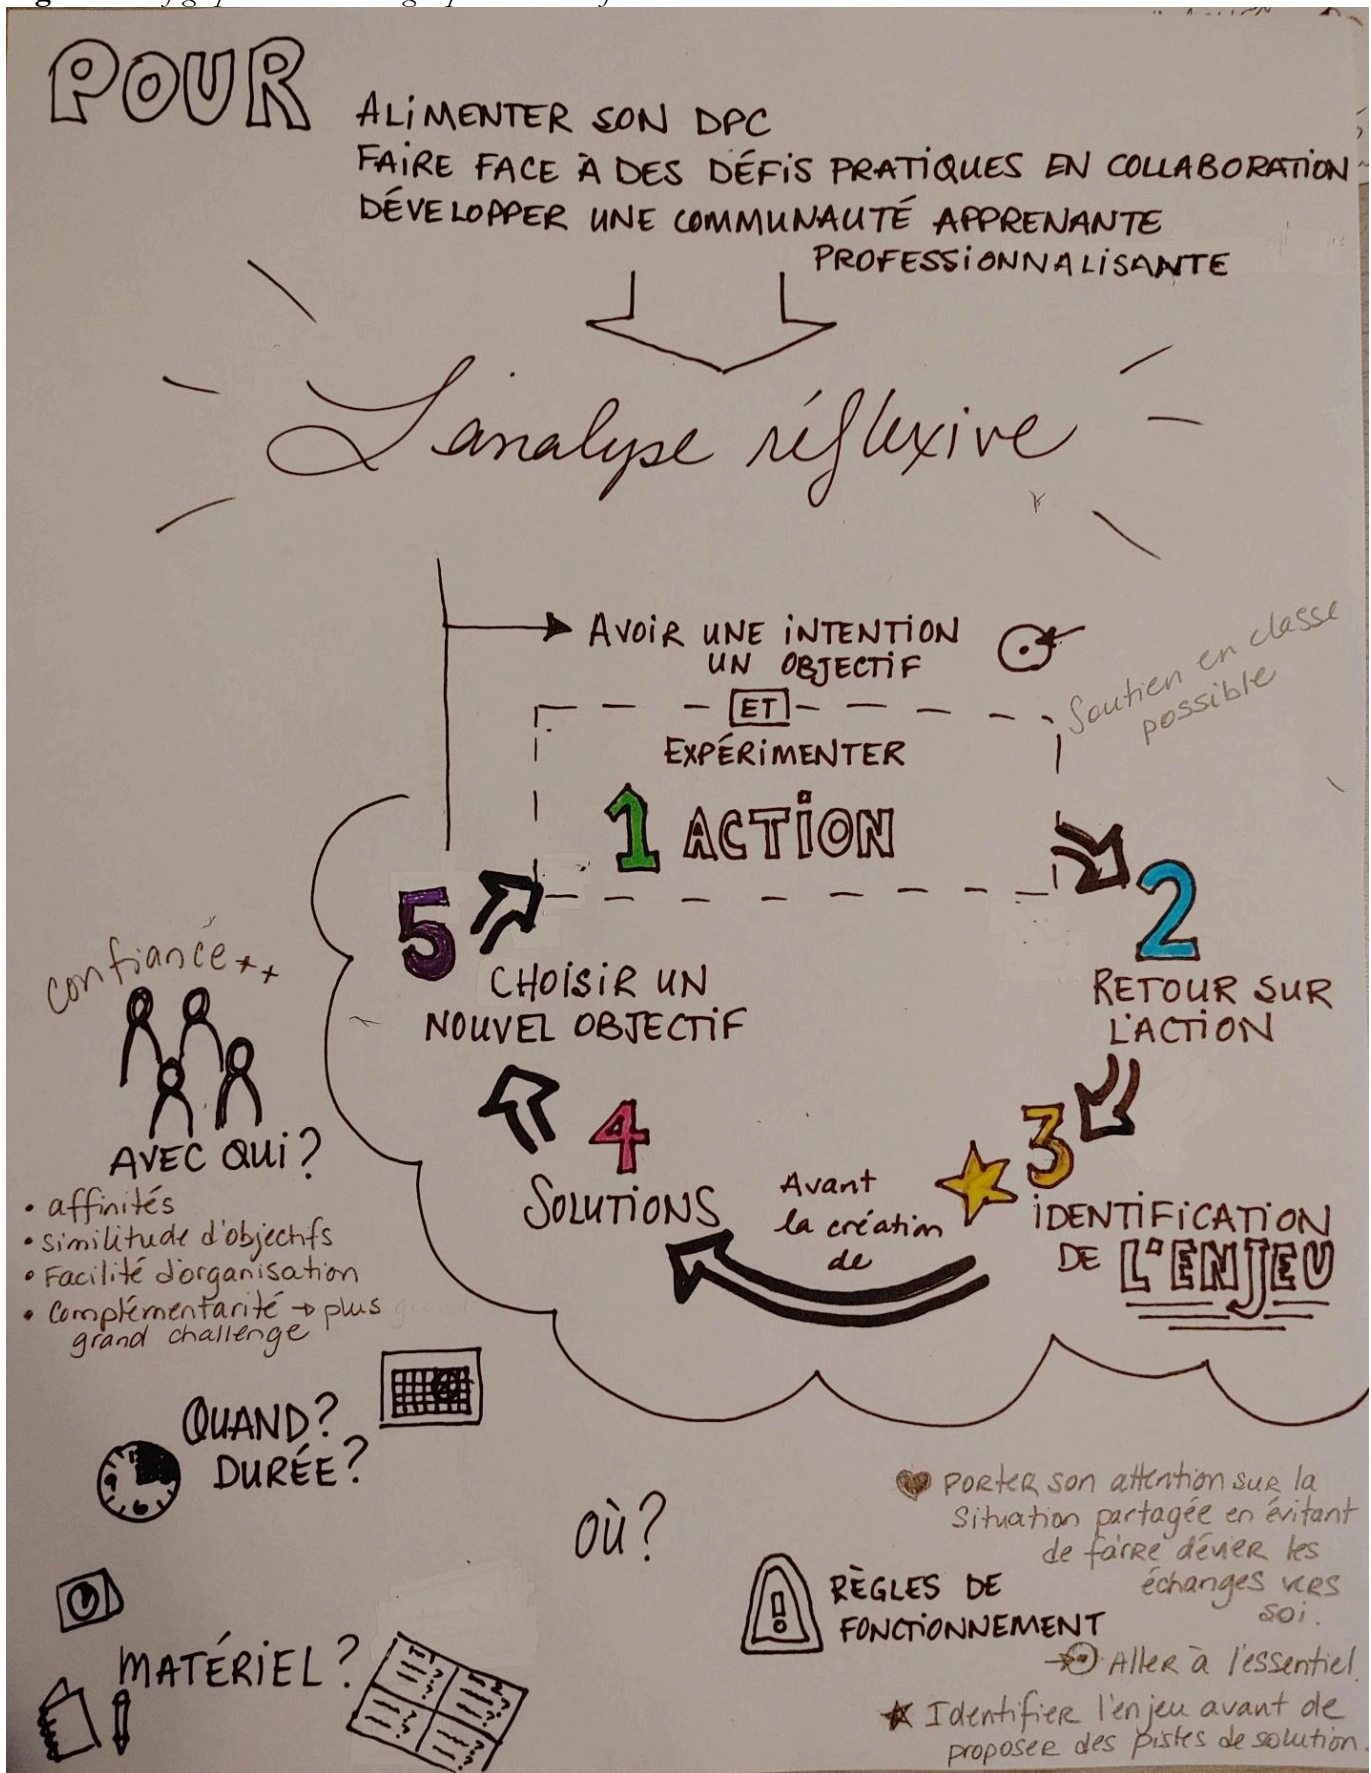 POUR
ALIMENTER SON DPC
FAIRE FACE À DES DÉFIS PRATIQUES EN COLLABORATION
DÉVELOPPER UNE COMMUNAUTÉ APPRENANTE
PROFESSIONNALISANTE
L'analyse réflexive
AVOIR UNE INTENTION
UN OBJECTIF
ET
EXPÉRIMENTER
1 ACTION
Soutien en classe
possible
2
RETOUR SUR
L'ACTION
3
IDENTIFICATION
DE L'ENJEU
Avant
la création
de
4
SOLUTIONS
5
CHOISIR UN
NOUVEL OBJECTIF
confiance
AVEC QUI?
• affinités
• similitude d'objectifs
• Facilité d'organisation
• Complémentarité → plus
grand challenge
QUAND?
DURÉE?
OÙ?
MATÉRIEL?
RÈGLES DE
FONCTIONNEMENT
PORTER son attention sur la
Situation partagée en évitant
de faire dévier les
échanges vers
soi.
Aller à l'essentiel.
Identifier l'enjeu avant de
proposer des pistes de solution.